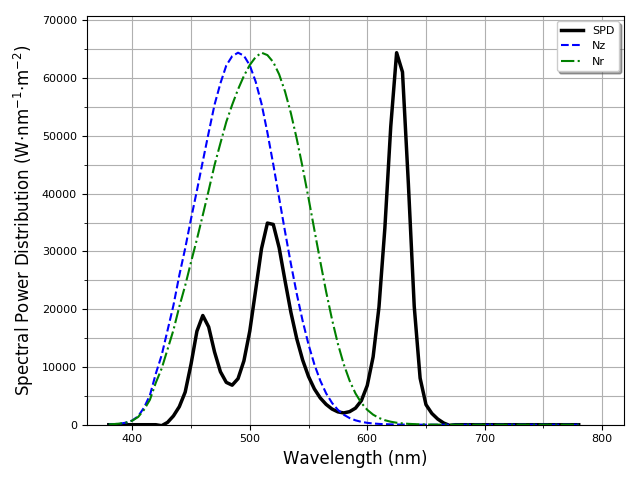 70000
60000
50000
40000
30000
20000
10000
0
400
500
600
700
800
Wavelength (nm)
Spectral Power Distribution (W·nm⁻¹·m⁻²)
SPD
Nz
Nr